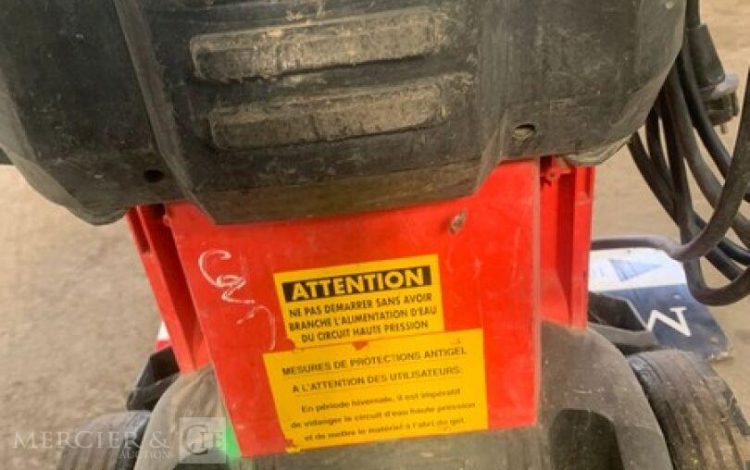 ATTENTION
NE PAS DEMARRER SANS AVOIR
BRANCHE L'ALIMENTATION D'EAU
DU CIRCUIT HAUTE PRESSION
MESURES DE PROTECTIONS ANTIGEL
A L'ATTENTION DES UTILISATEURS:
En période hivernale, il est impératif
de vidanger le circuit d'eau haute pression
et de mettre le matériel à l'abri du gel.
MERCIER & CIE
AUCTIONS